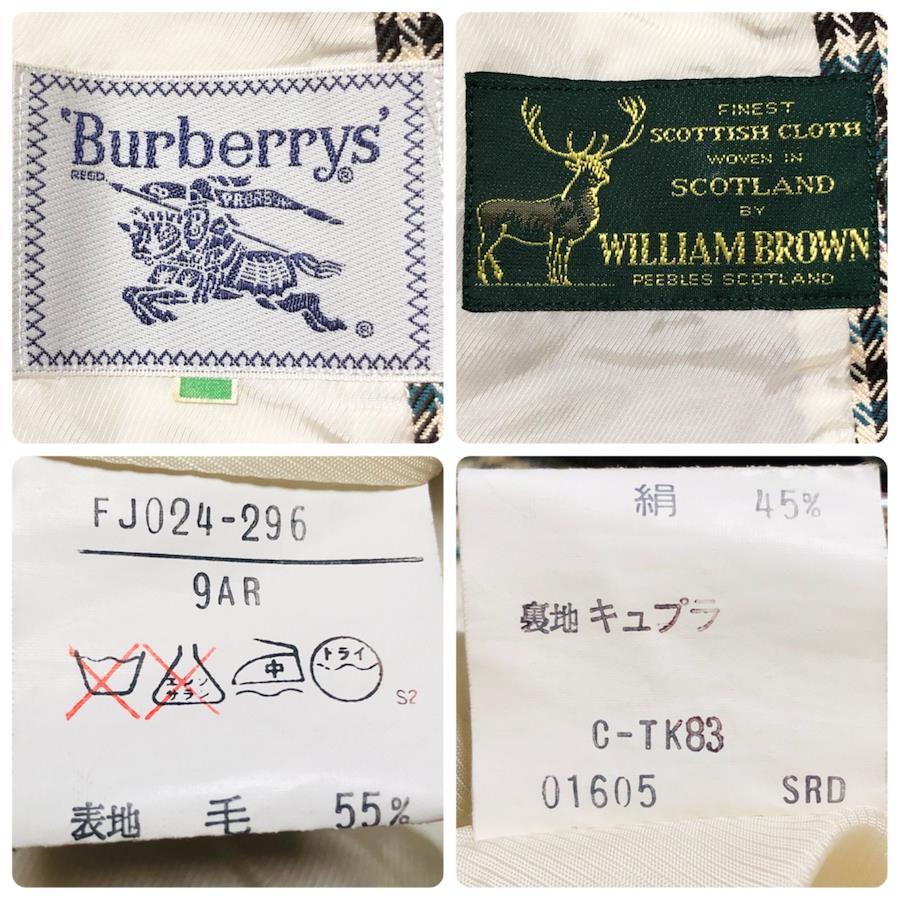 'Burberrys'®
REGD.
PRORSUM
®
FINEST
SCOTTISH CLOTH
WOVEN IN
SCOTLAND
BY
WILLIAM BROWN
PEEBLES SCOTLAND
FJ024-296
9AR
エンソ
サラシ
中
ドライ
S2
表地 毛 55%
絹 45%
裏地 キュプラ
C-TK83
01605 SRD